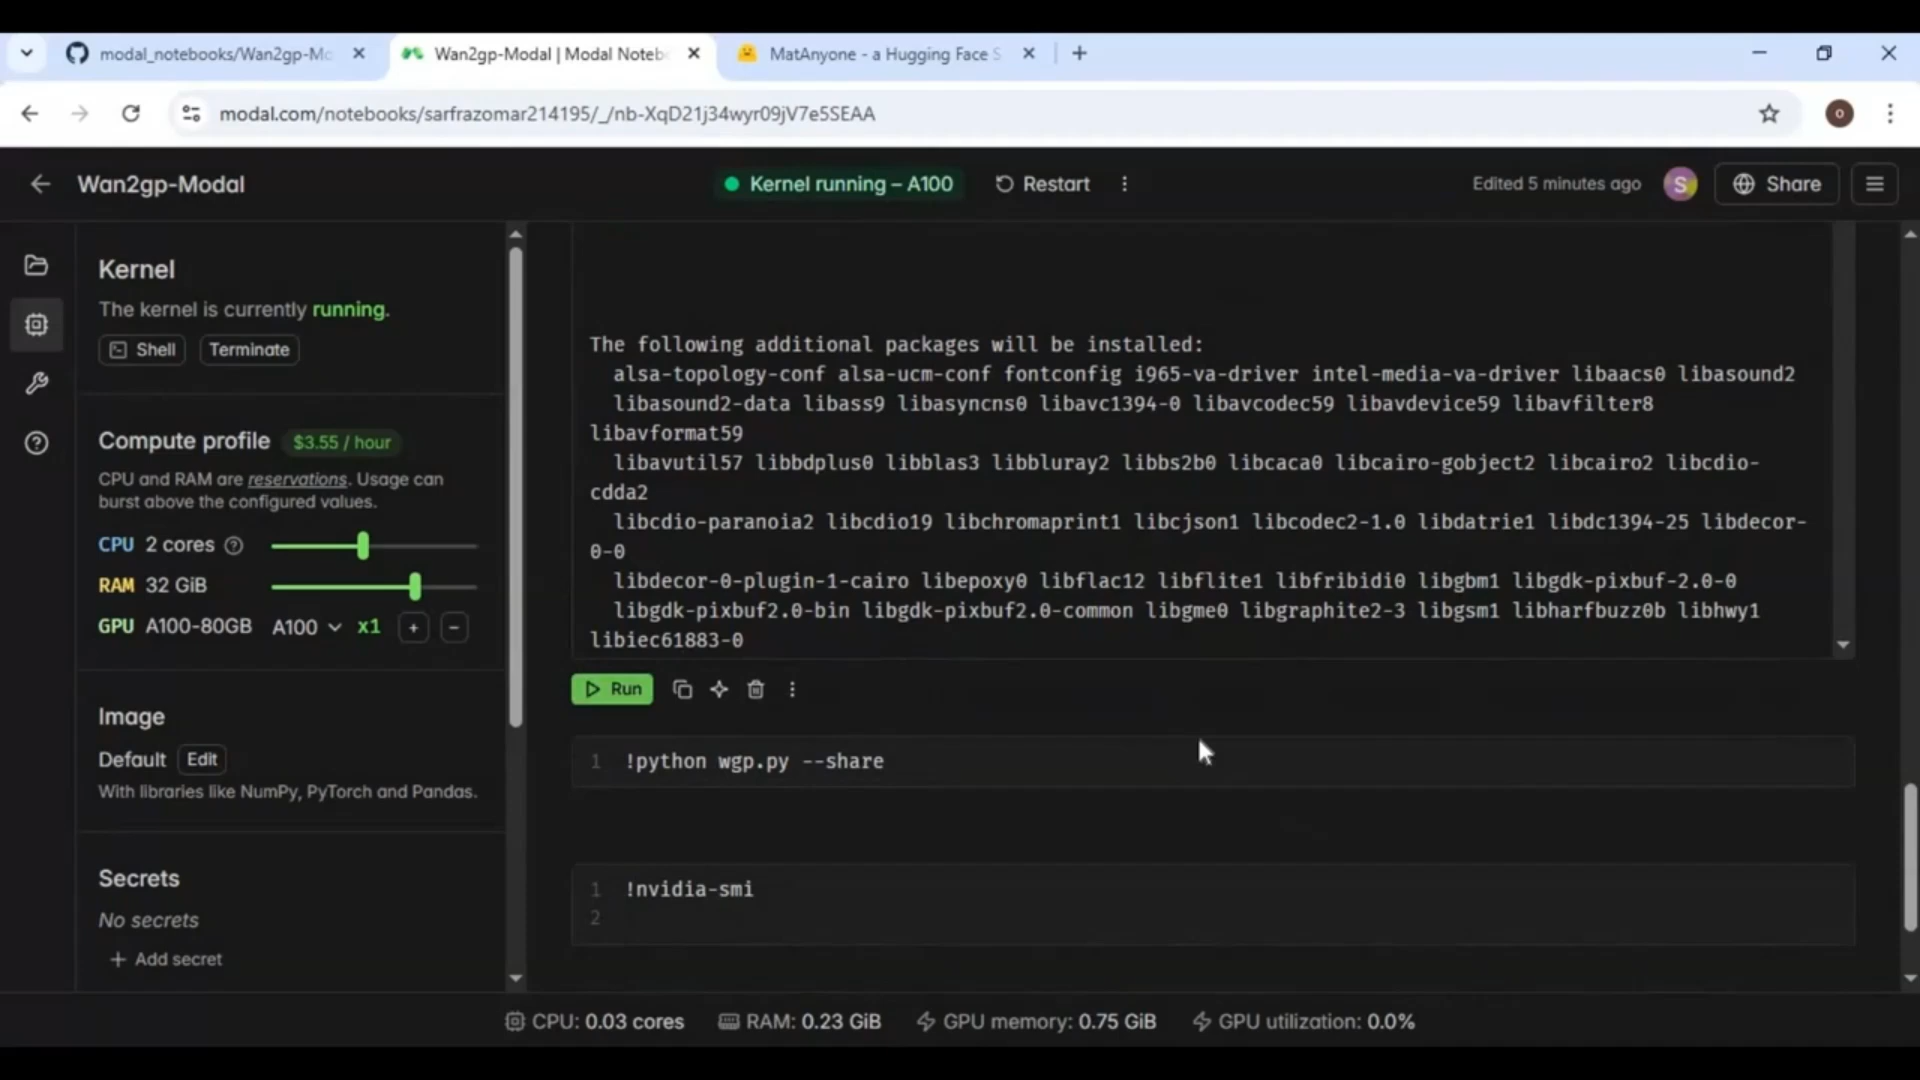 modal_notebooks/Wan2gp-Mo
Wan2gp-Modal | Modal Noteb
MatAnyone - a Hugging Face S
modal.com/notebooks/sarfrazomar214195/_/nb-XqD21j34wyr09jV7e5SEAA
o
Wan2gp-Modal
Kernel running – A100
Restart
Edited 5 minutes ago
S
Share
Kernel
The kernel is currently running.
Shell
Terminate
Compute profile $3.55 / hour
CPU and RAM are reservations. Usage can
burst above the configured values.
CPU 2 cores
RAM 32 GiB
GPU A100-80GB A100 x1 + -
Image
Default Edit
With libraries like NumPy, PyTorch and Pandas.
Secrets
No secrets
+ Add secret
The following additional packages will be installed:
alsa-topology-conf alsa-ucm-conf fontconfig i965-va-driver intel-media-va-driver libaacs0 libasound2
libasound2-data libass9 libasyncns0 libavc1394-0 libavcodec59 libavdevice59 libavfilter8
libavformat59
libavutil57 libbdplus0 libblas3 libbluray2 libbs2b0 libcaca0 libcairo-gobject2 libcairo2 libcdio-
cdda2
libcdio-paranoia2 libcdio19 libchromaprint1 libcjson1 libcodec2-1.0 libdatrie1 libdc1394-25 libdecor-
0-0
libdecor-0-plugin-1-cairo libepoxy0 libflac12 libflite1 libfribidi0 libgbm1 libgdk-pixbuf-2.0-0
libgdk-pixbuf2.0-bin libgdk-pixbuf2.0-common libgme0 libgraphite2-3 libgsm1 libharfbuzz0b libhwy1
libiec61883-0
Run
1 !python wgp.py --share
1 !nvidia-smi
2
CPU: 0.03 cores
RAM: 0.23 GiB
GPU memory: 0.75 GiB
GPU utilization: 0.0%